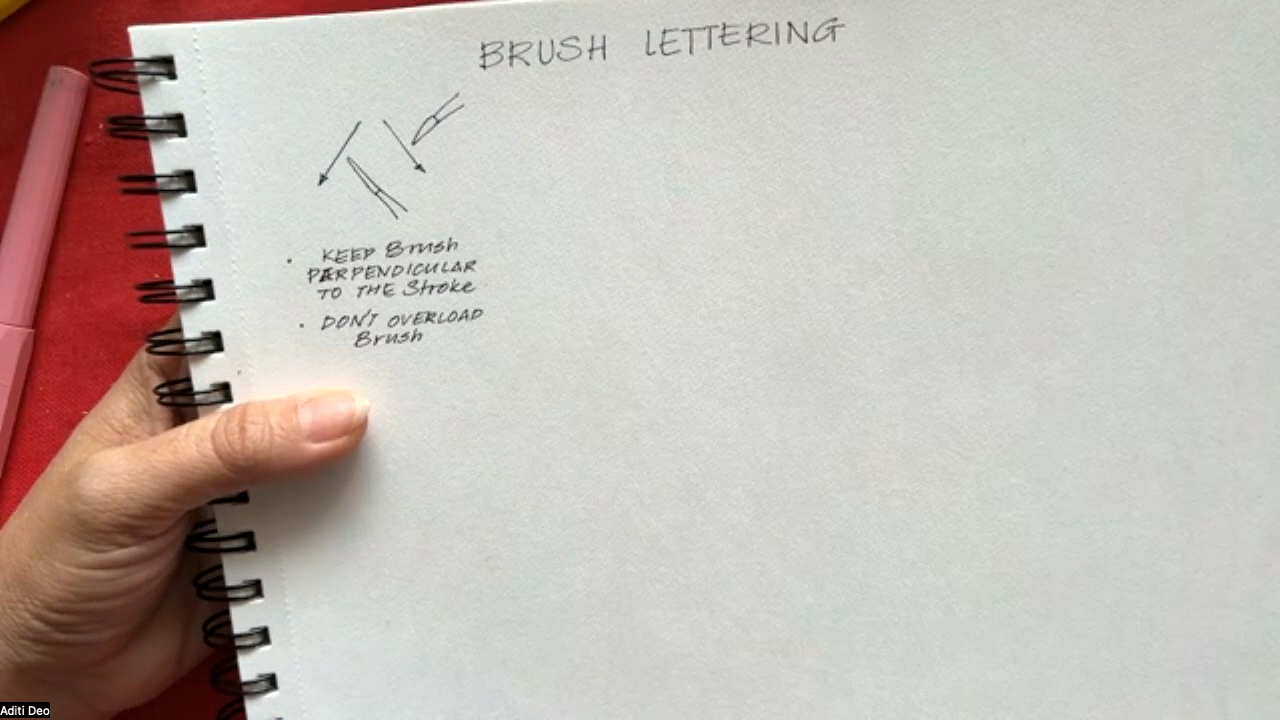 BRUSH LETTERING
• KEEP Brush
PERPENDICULAR
TO THE Stroke
• DON'T OVERLOAD
Brush
Aditi Deo